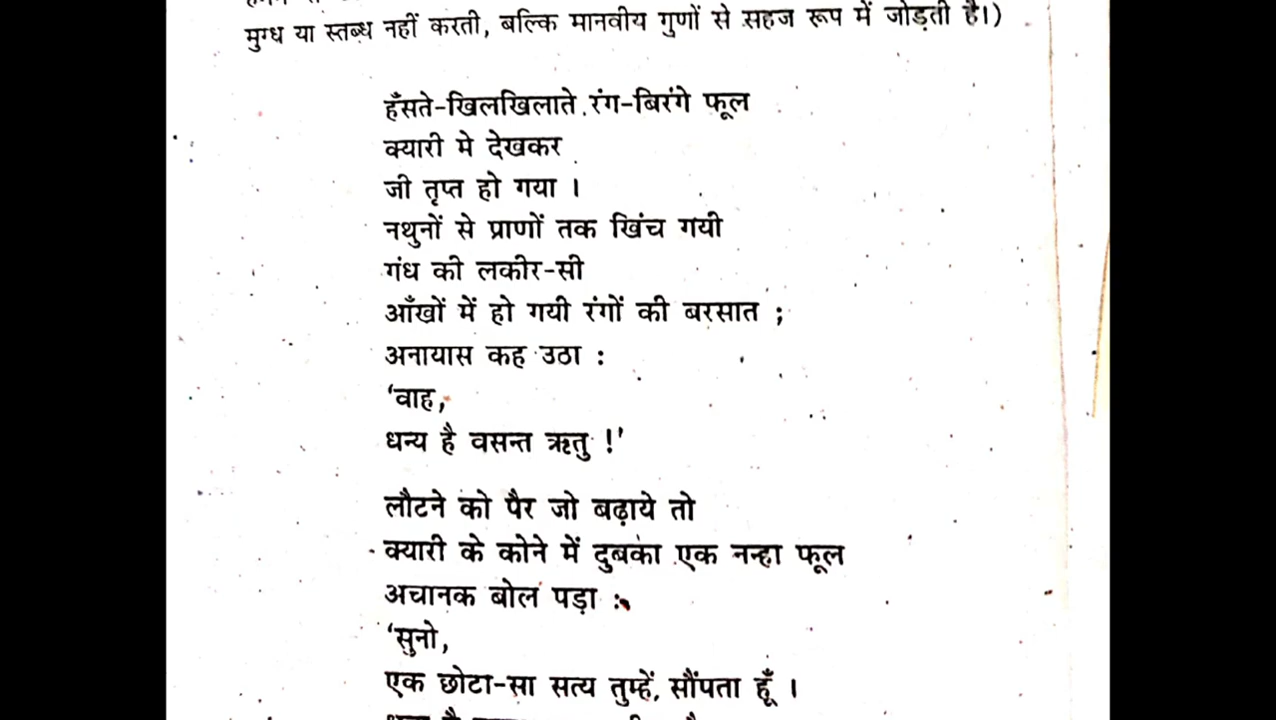 मुग्ध या स्तब्ध नहीं करती, बल्कि मानवीय गुणों से सहज रूप में जोड़ती है।)
हँसते-खिलखिलाते रंग-बिरंगे फूल
क्यारी मे देखकर
जी तृप्त हो गया ।
नथुनों से प्राणों तक खिंच गयी
गंध की लकीर-सी
आँखों में हो गयी रंगों की बरसात ;
अनायास कह उठा :
‘वाह,
धन्य है वसन्त ऋतु !’
लौटने को पैर जो बढ़ाये तो
क्यारी के कोने में दुबका एक नन्हा फूल
अचानक बोल पड़ा :
‘सुनो,
एक छोटा-सा सत्य तुम्हें सौंपता हूँ ।